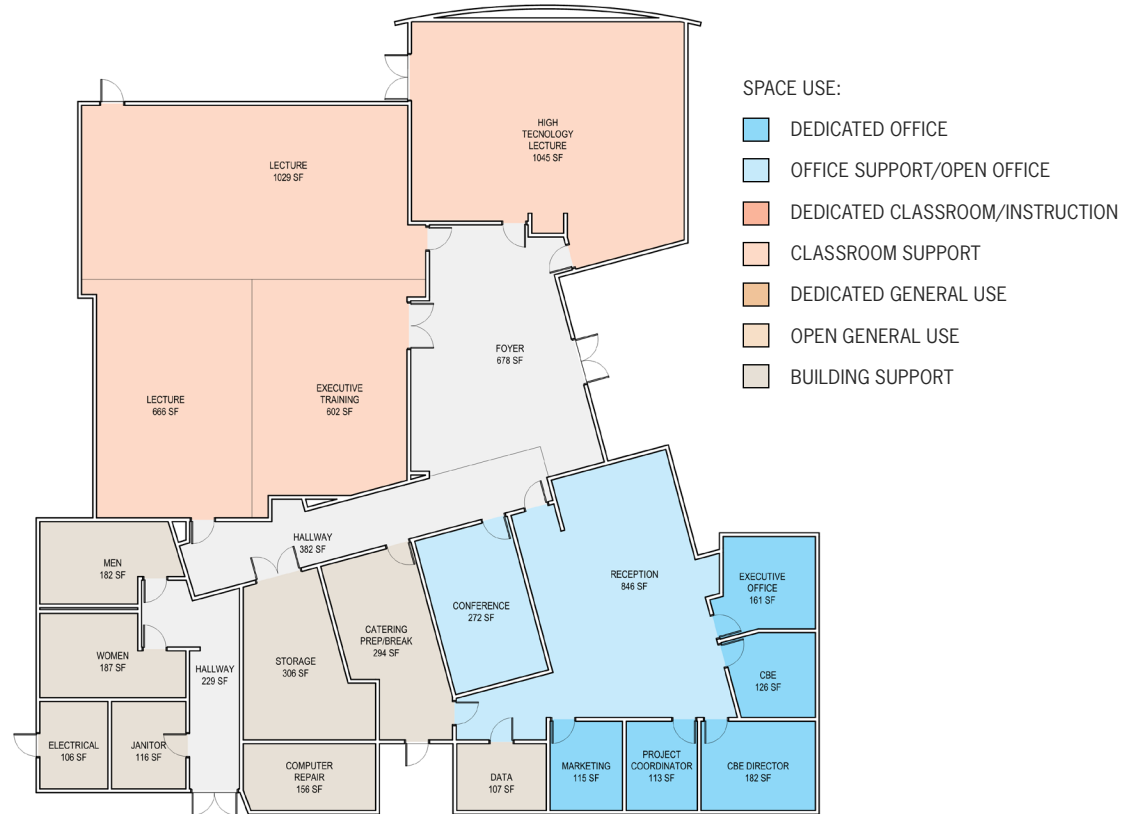 HIGH
TECNOLOGY
LECTURE
1045 SF
LECTURE
1029 SF
FOYER
678 SF
LECTURE
666 SF
EXECUTIVE
TRAINING
602 SF
HALLWAY
382 SF
MEN
182 SF
WOMEN
187 SF
HALLWAY
229 SF
STORAGE
306 SF
CATERING
PREP/BREAK
294 SF
CONFERENCE
272 SF
RECEPTION
846 SF
EXECUTIVE
OFFICE
161 SF
CBE
126 SF
ELECTRICAL
106 SF
JANITOR
116 SF
COMPUTER
REPAIR
156 SF
DATA
107 SF
MARKETING
115 SF
PROJECT
COORDINATOR
113 SF
CBE DIRECTOR
182 SF
SPACE USE:
DEDICATED OFFICE
OFFICE SUPPORT/OPEN OFFICE
DEDICATED CLASSROOM/INSTRUCTION
CLASSROOM SUPPORT
DEDICATED GENERAL USE
OPEN GENERAL USE
BUILDING SUPPORT